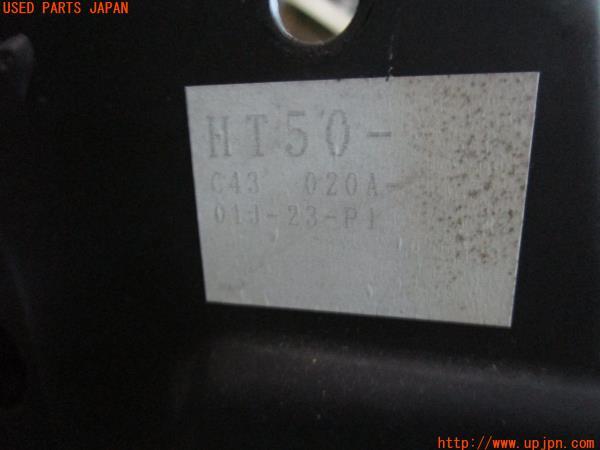 USED PARTS JAPAN
HT50-
C43 020A-
01J-23-P1
http://www.upjpn.com